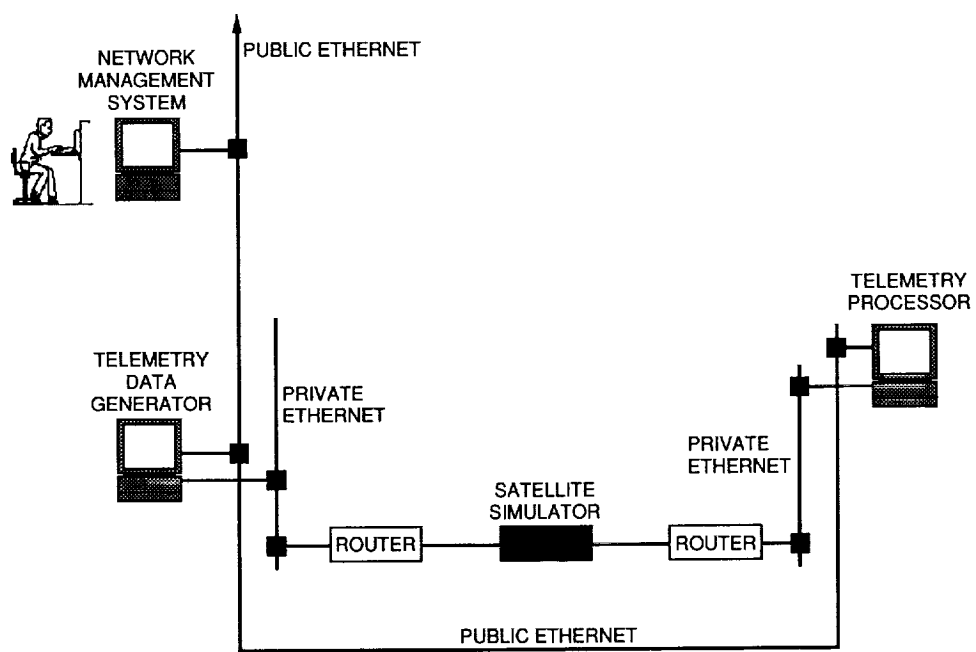 PUBLIC ETHERNET
NETWORK
MANAGEMENT
SYSTEM
TELEMETRY
PROCESSOR
TELEMETRY
DATA
GENERATOR
PRIVATE
ETHERNET
PRIVATE
ETHERNET
SATELLITE
SIMULATOR
ROUTER
ROUTER
PUBLIC ETHERNET